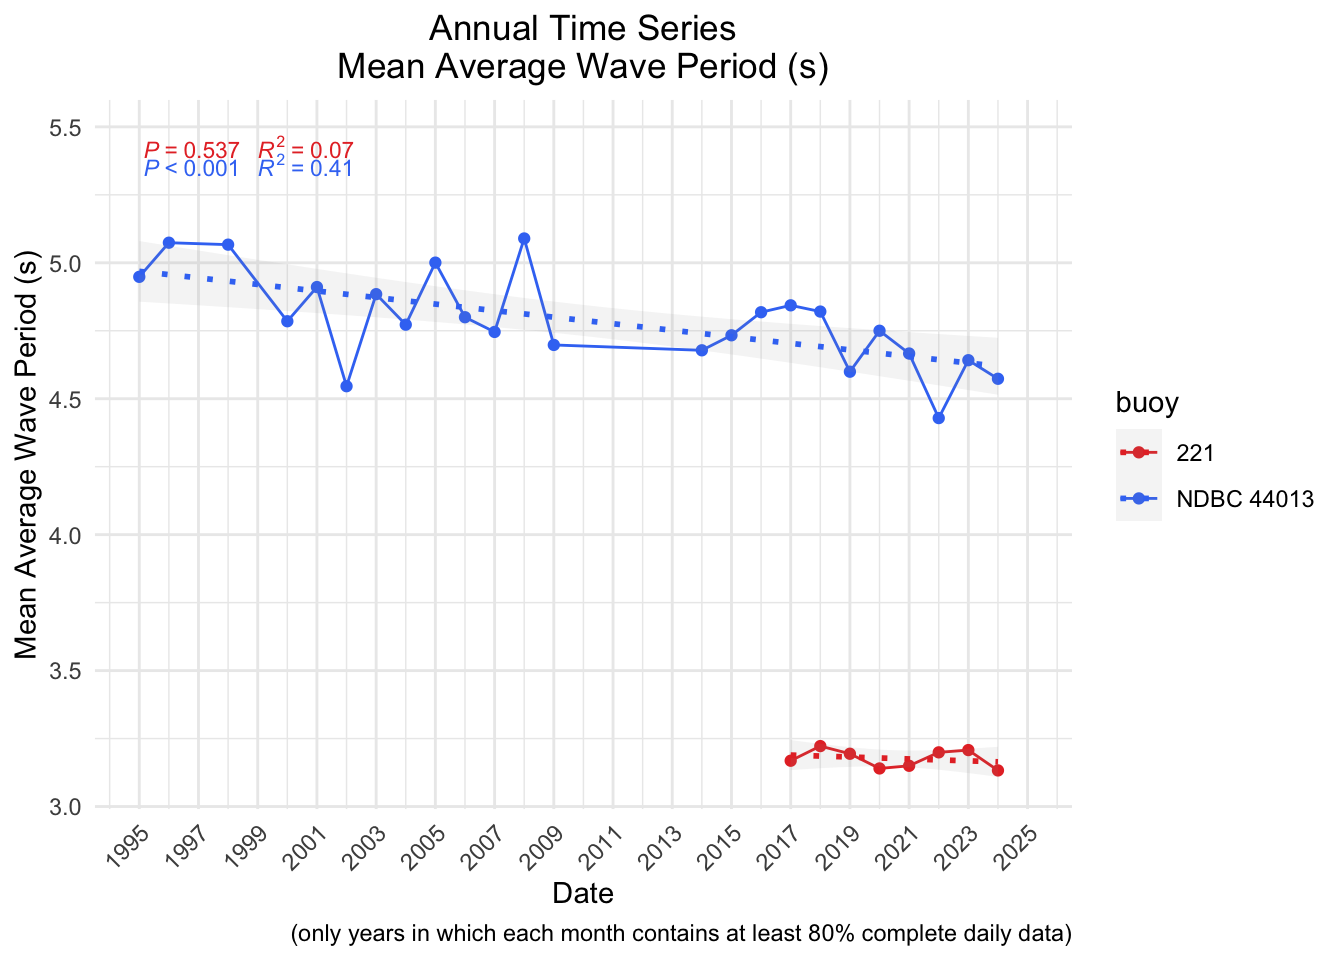 Annual Time Series
Mean Average Wave Period (s)
P = 0.537 R² = 0.07
P < 0.001 R² = 0.41
Mean Average Wave Period (s)
5.5
5.0
4.5
4.0
3.5
3.0
1995 1997 1999 2001 2003 2005 2007 2009 2011 2013 2015 2017 2019 2021 2023 2025
Date
(only years in which each month contains at least 80% complete daily data)
buoy
221
NDBC 44013